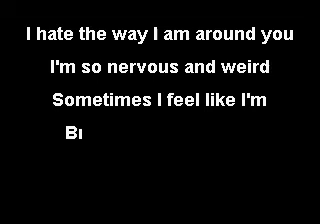 I hate the way I am around you
I'm so nervous and weird
Sometimes I feel like I'm